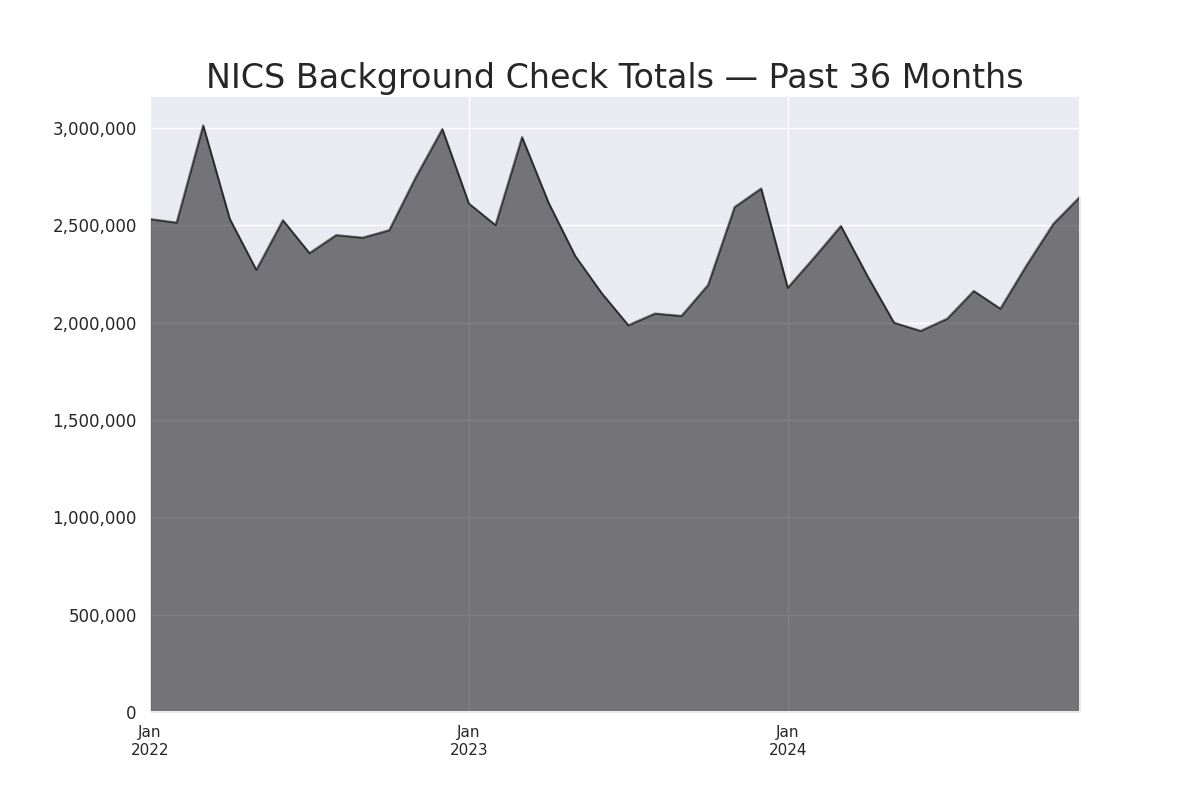 NICS Background Check Totals — Past 36 Months
3,000,000
2,500,000
2,000,000
1,500,000
1,000,000
500,000
0
Jan
2022
Jan
2023
Jan
2024